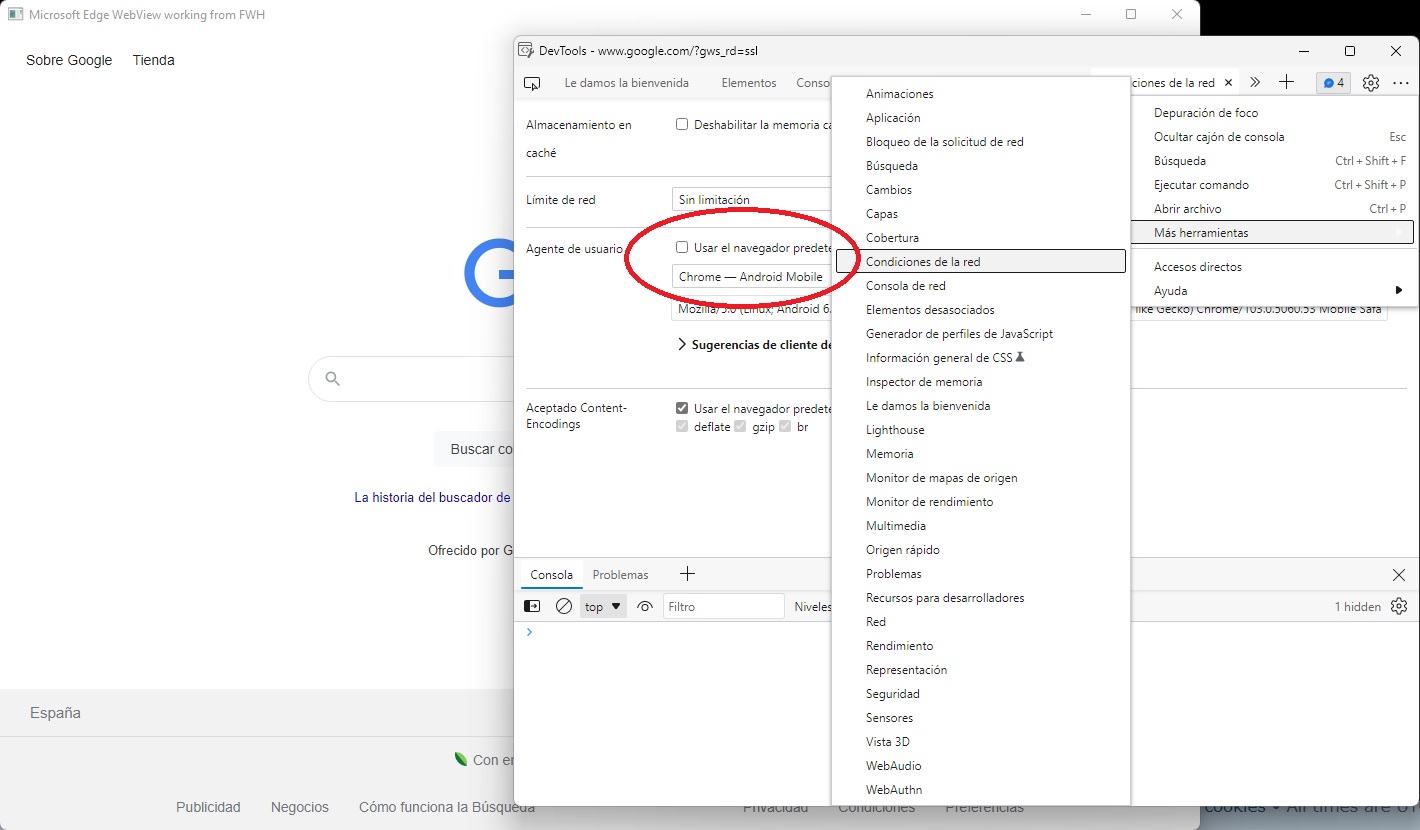 Microsoft Edge WebView working from FWH
Sobre Google Tienda
Buscar co
La historia del buscador de
Ofrecido por G
España
Con en
Publicidad Negocios Cómo funciona la Búsqueda Privacidad Condiciones Preferencias
DevTools - www.google.com/?gws_rd=ssl
Le damos la bienvenida Elementos Conso ciones de la red 4
Almacenamiento en caché
Deshabilitar la memoria ca
Límite de red Sin limitación
Agente de usuario Usar el navegador predete
Chrome — Android Mobile
Mozilla/5.0 (Linux; Android 6. like Gecko) Chrome/103.0.5060.53 Mobile Safa
Sugerencias de cliente de
Aceptado Content-Encodings
Usar el navegador predete
deflate gzip br
Consola Problemas
top Filtro Niveles 1 hidden
Animaciones
Aplicación
Bloqueo de la solicitud de red
Búsqueda
Cambios
Capas
Cobertura
Condiciones de la red
Consola de red
Elementos desasociados
Generador de perfiles de JavaScript
Información general de CSS
Inspector de memoria
Le damos la bienvenida
Lighthouse
Memoria
Monitor de mapas de origen
Monitor de rendimiento
Multimedia
Origen rápido
Problemas
Recursos para desarrolladores
Red
Rendimiento
Representación
Seguridad
Sensores
Vista 3D
WebAudio
WebAuthn
Depuración de foco
Ocultar cajón de consola Esc
Búsqueda Ctrl + Shift + F
Ejecutar comando Ctrl + Shift + P
Abrir archivo Ctrl + P
Más herramientas
Accesos directos
Ayuda
cookies • All times are